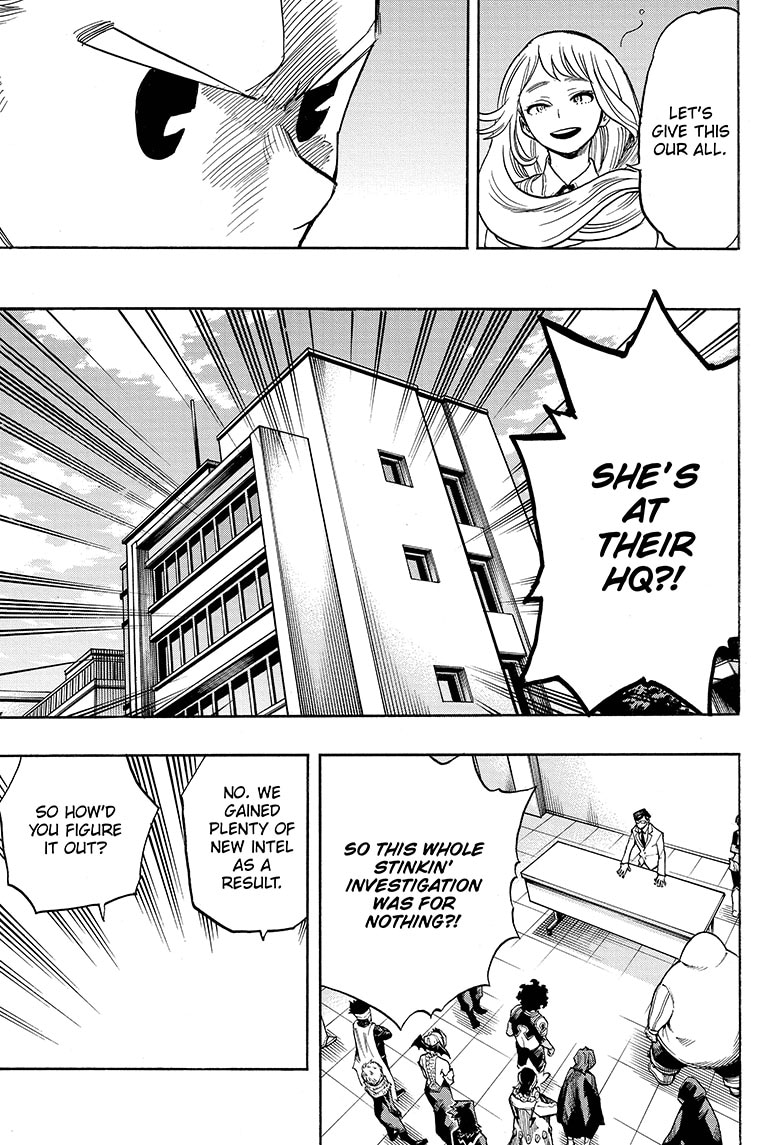 LET'S
GIVE THIS
OUR ALL.
SHE'S
AT
THEIR
HQ?!
SO THIS WHOLE
STINKIN'
INVESTIGATION
WAS FOR
NOTHING?!
NO. WE
GAINED
PLENTY OF
NEW INTEL
AS A
RESULT.
SO HOW'D
YOU FIGURE
IT OUT?